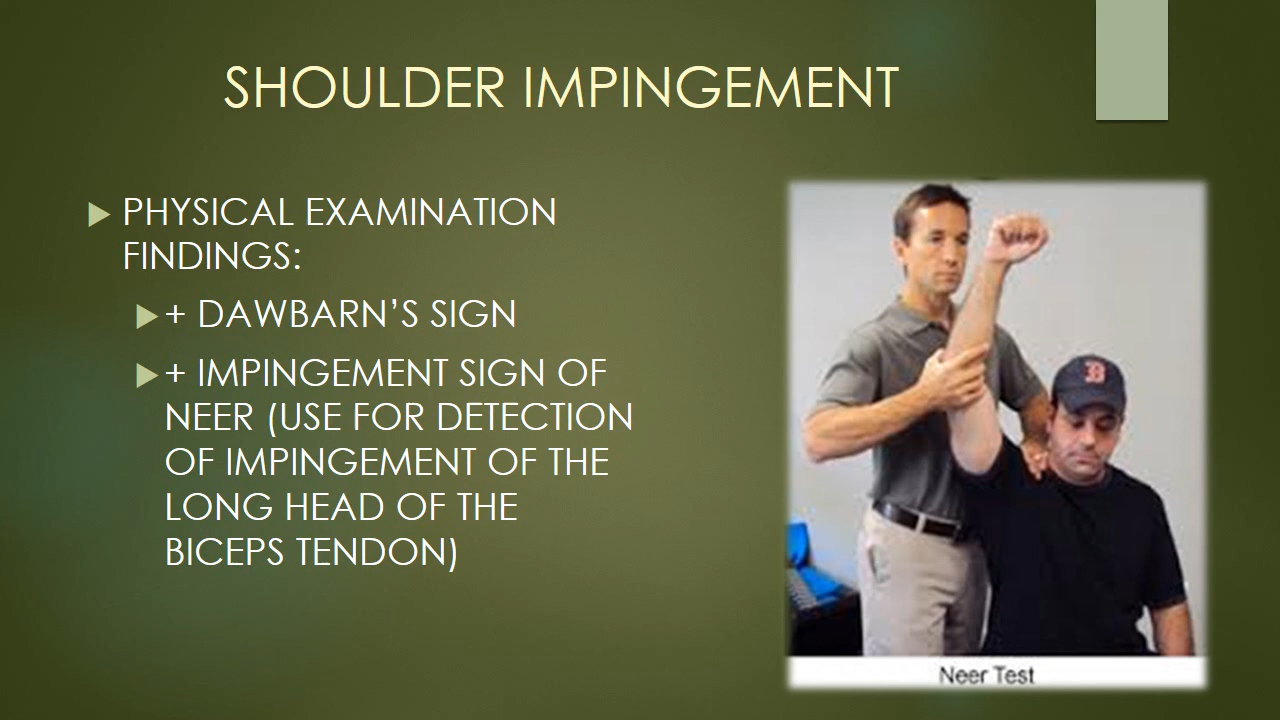 SHOULDER IMPINGEMENT
PHYSICAL EXAMINATION
FINDINGS:
+ DAWBARN'S SIGN
+ IMPINGEMENT SIGN OF
NEER (USE FOR DETECTION
OF IMPINGEMENT OF THE
LONG HEAD OF THE
BICEPS TENDON)
B
Neer Test